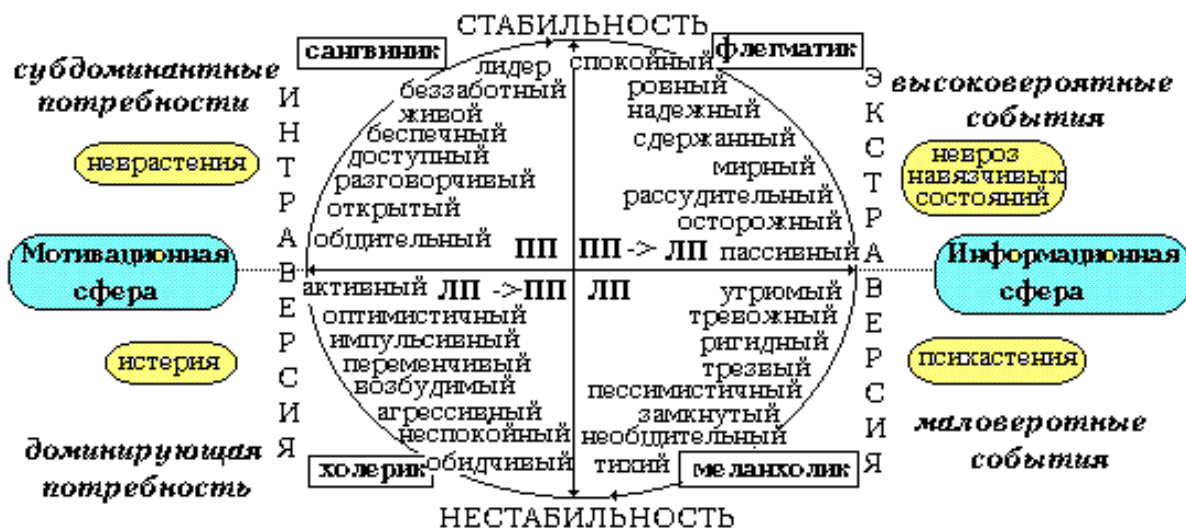 СТАБИЛЬНОСТЬ
сангвиник
флегматик
субдоминантные
потребности
высоковероятные
события
ИНТРАВЕРСИЯ
ЭКСТРАВЕРСИЯ
лидер
беззаботный
живой
беспечный
доступный
разговорчивый
открытый
общительный
спокойный
ровный
надежный
сдержанный
мирный
рассудительный
осторожный
пассивный
неврастения
невроз
навязчивых
состояний
ПП
ПП -> ЛП
Мотивационная
сфера
Информационная
сфера
ЛП ->ПП
ЛП
активный
оптимистичный
импульсивный
переменчивый
возбудимый
агрессивный
неспокойный
обидчивый
угрюмый
тревожный
ригидный
трезвый
пессимистичный
замкнутый
необщительный
тихий
истерия
психастения
доминирующая
потребность
маловеротные
события
холерик
меланхолик
НЕСТАБИЛЬНОСТЬ